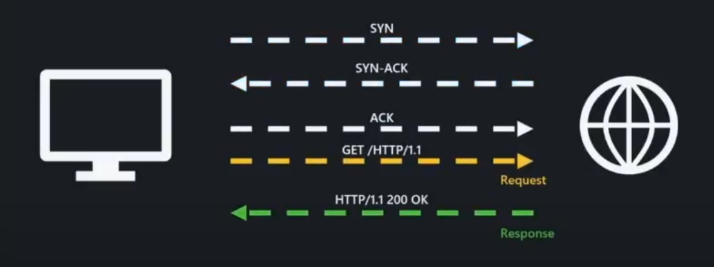 SYN
SYN-ACK
ACK
GET /HTTP/1.1
Request
HTTP/1.1 200 OK
Response